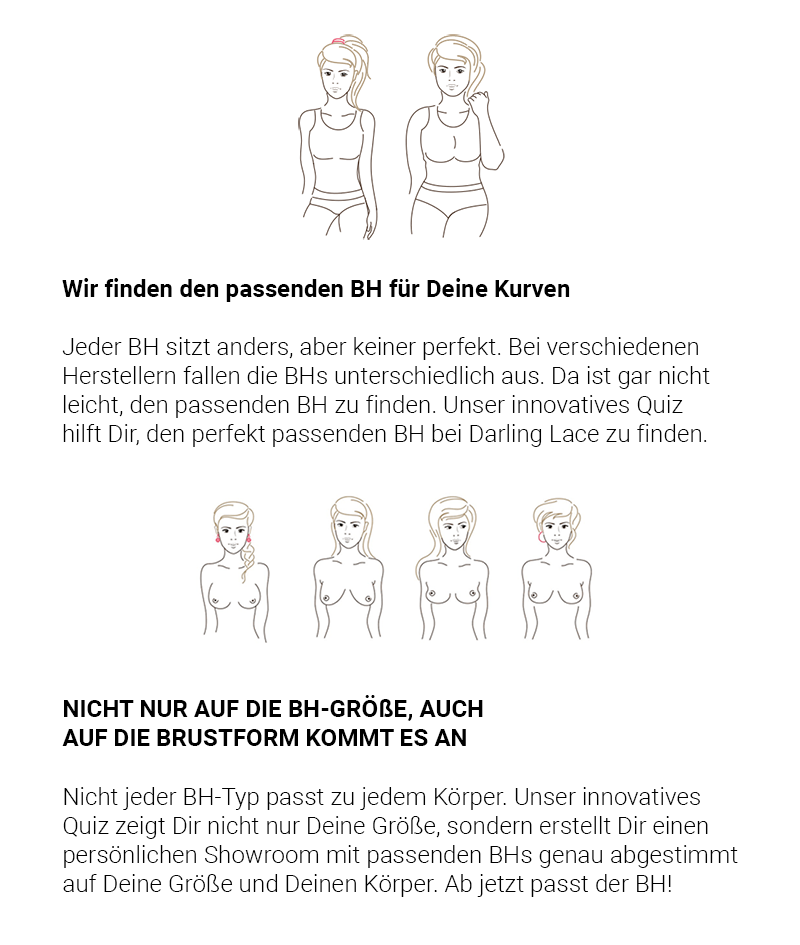 Wir finden den passenden BH für Deine Kurven
Jeder BH sitzt anders, aber keiner perfekt. Bei verschiedenen
Herstellern fallen die BHs unterschiedlich aus. Da ist gar nicht
leicht, den passenden BH zu finden. Unser innovatives Quiz
hilft Dir, den perfekt passenden BH bei Darling Lace zu finden.
NICHT NUR AUF DIE BH-GRÖßE, AUCH
AUF DIE BRUSTFORM KOMMT ES AN
Nicht jeder BH-Typ passt zu jedem Körper. Unser innovatives
Quiz zeigt Dir nicht nur Deine Größe, sondern erstellt Dir einen
persönlichen Showroom mit passenden BHs genau abgestimmt
auf Deine Größe und Deinen Körper. Ab jetzt passt der BH!